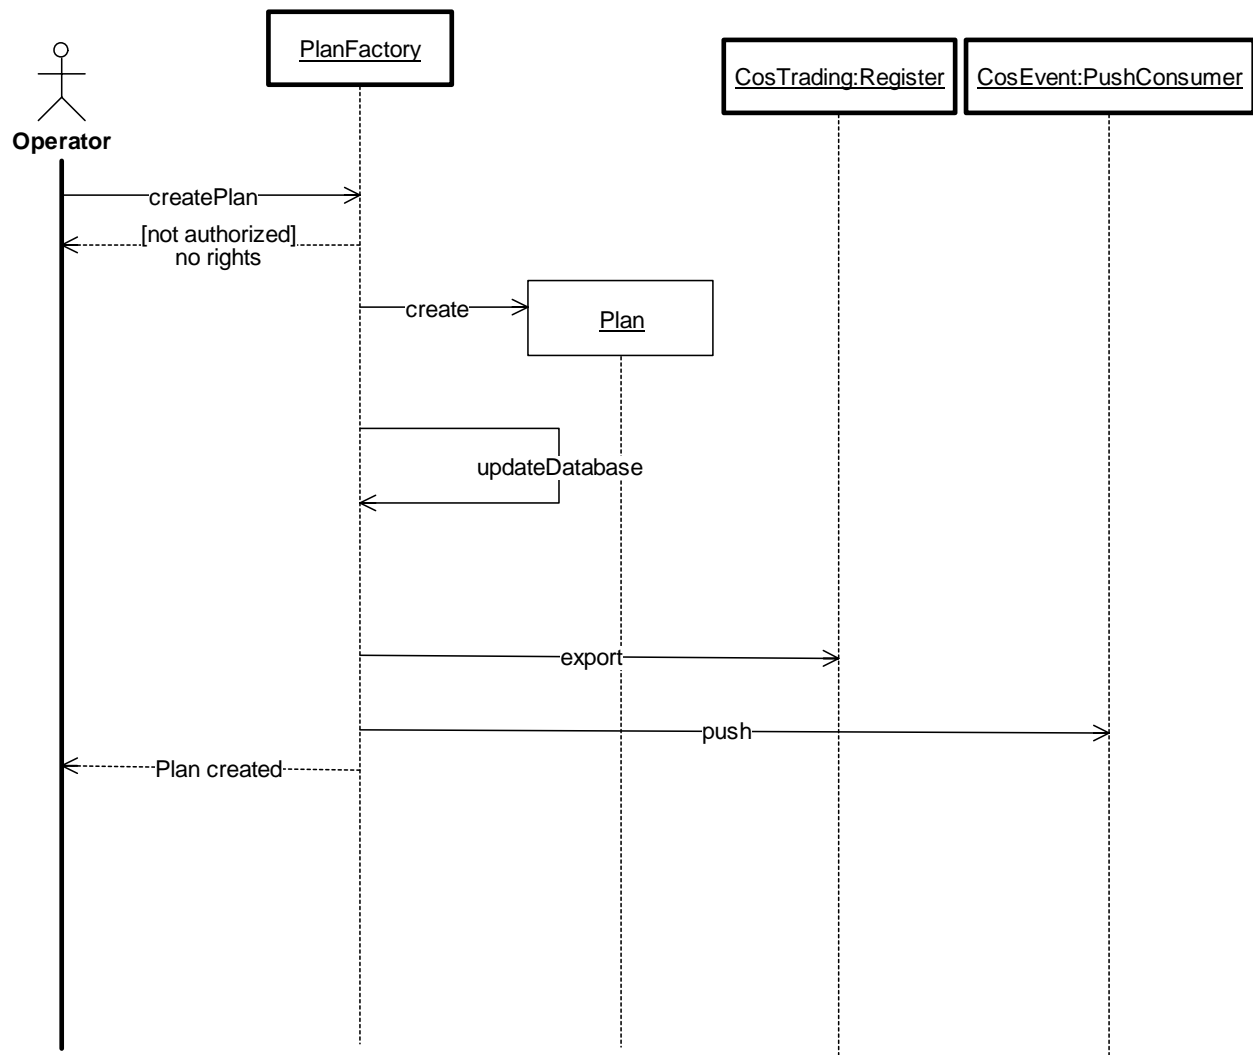 PlanFactory
CosTrading:Register
CosEvent:PushConsumer
Operator
createPlan
[not authorized]
no rights
create
Plan
updateDatabase
export
push
Plan created